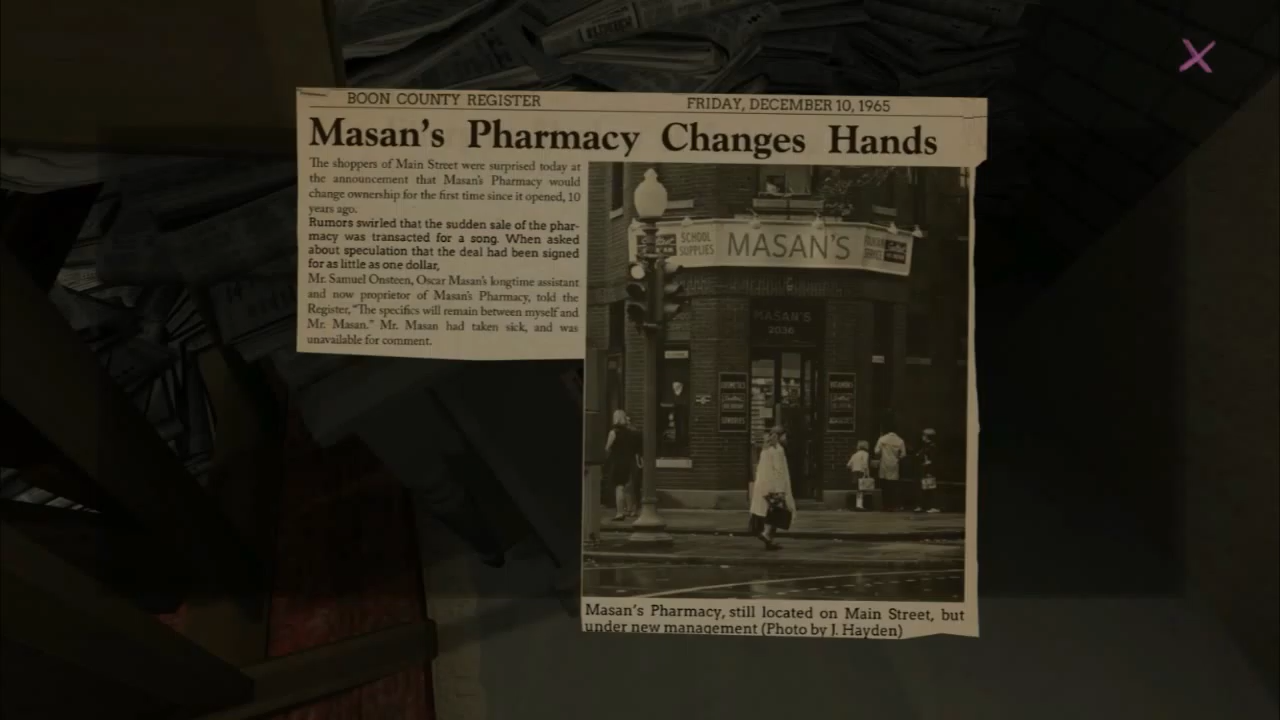 BOON COUNTY REGISTER
FRIDAY, DECEMBER 10, 1965
Masan's Pharmacy Changes Hands
The shoppers of Main Street were surprised today at
the announcement that Masan's Pharmacy would
change ownership for the first time since it opened, 10
years ago.
Rumors swirled that the sudden sale of the phar-
macy was transacted for a song. When asked
about speculation that the deal had been signed
for as little as one dollar,
Mr. Samuel Onsteen, Oscar Masan's longtime assistant
and now proprietor of Masan's Pharmacy, told the
Register, "The specifics will remain between myself and
Mr. Masan." Mr. Masan had taken sick, and was
unavailable for comment.
SCHOOL
SUPPLIES
MASAN'S
SERVICE
MASAN'S
2036
Masan's Pharmacy, still located on Main Street, but
under new management (Photo by J. Hayden)